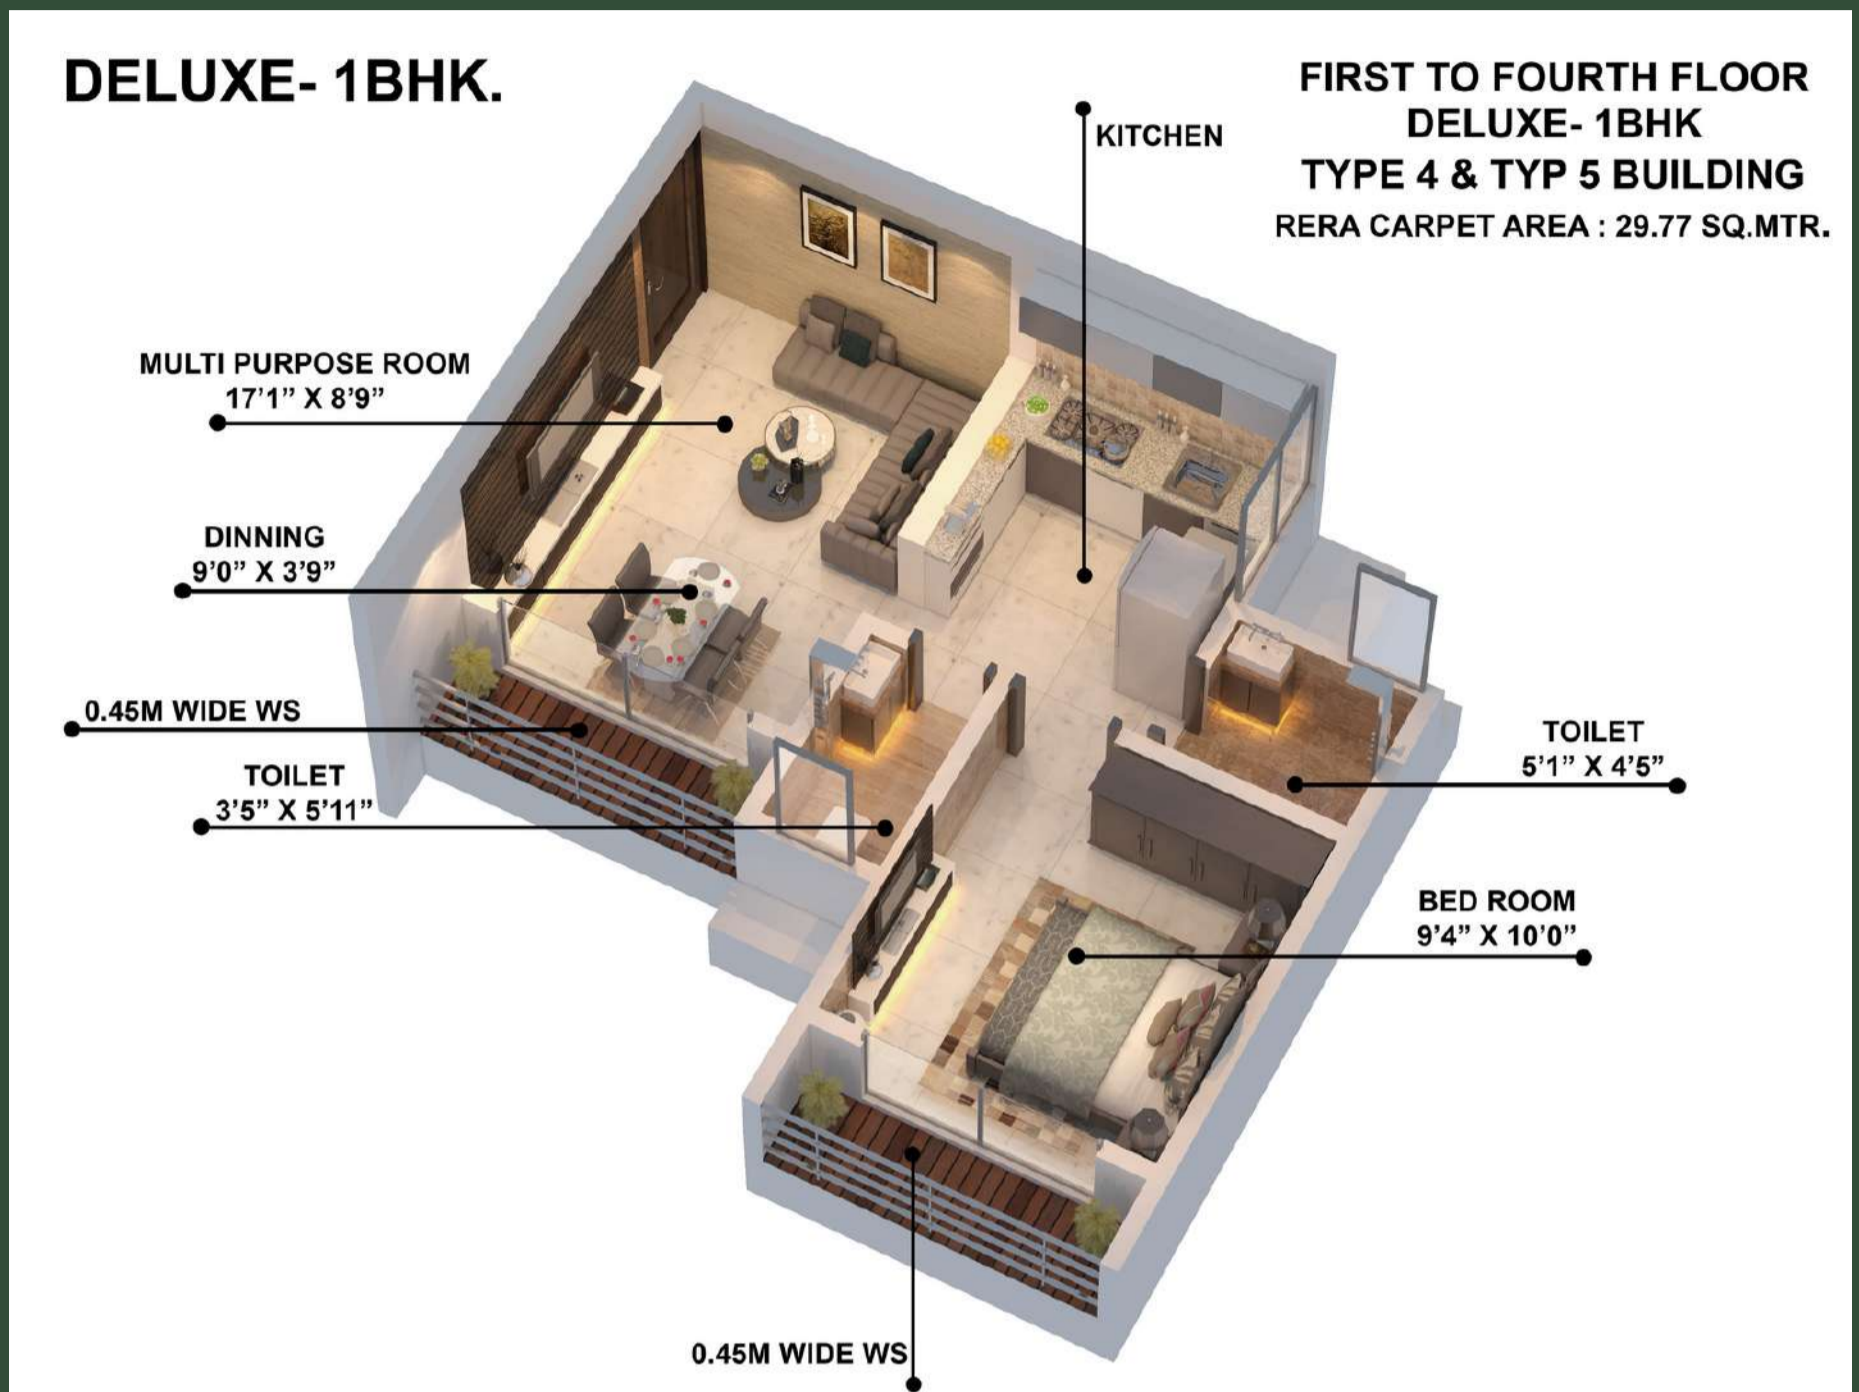 DELUXE- 1BHK.
FIRST TO FOURTH FLOOR
DELUXE- 1BHK
TYPE 4 & TYP 5 BUILDING
RERA CARPET AREA : 29.77 SQ.MTR.
KITCHEN
MULTI PURPOSE ROOM
17’1” X 8’9”
DINNING
9’0” X 3’9”
0.45M WIDE WS
TOILET
3’5” X 5’11”
TOILET
5’1” X 4’5”
BED ROOM
9’4” X 10’0”
0.45M WIDE WS